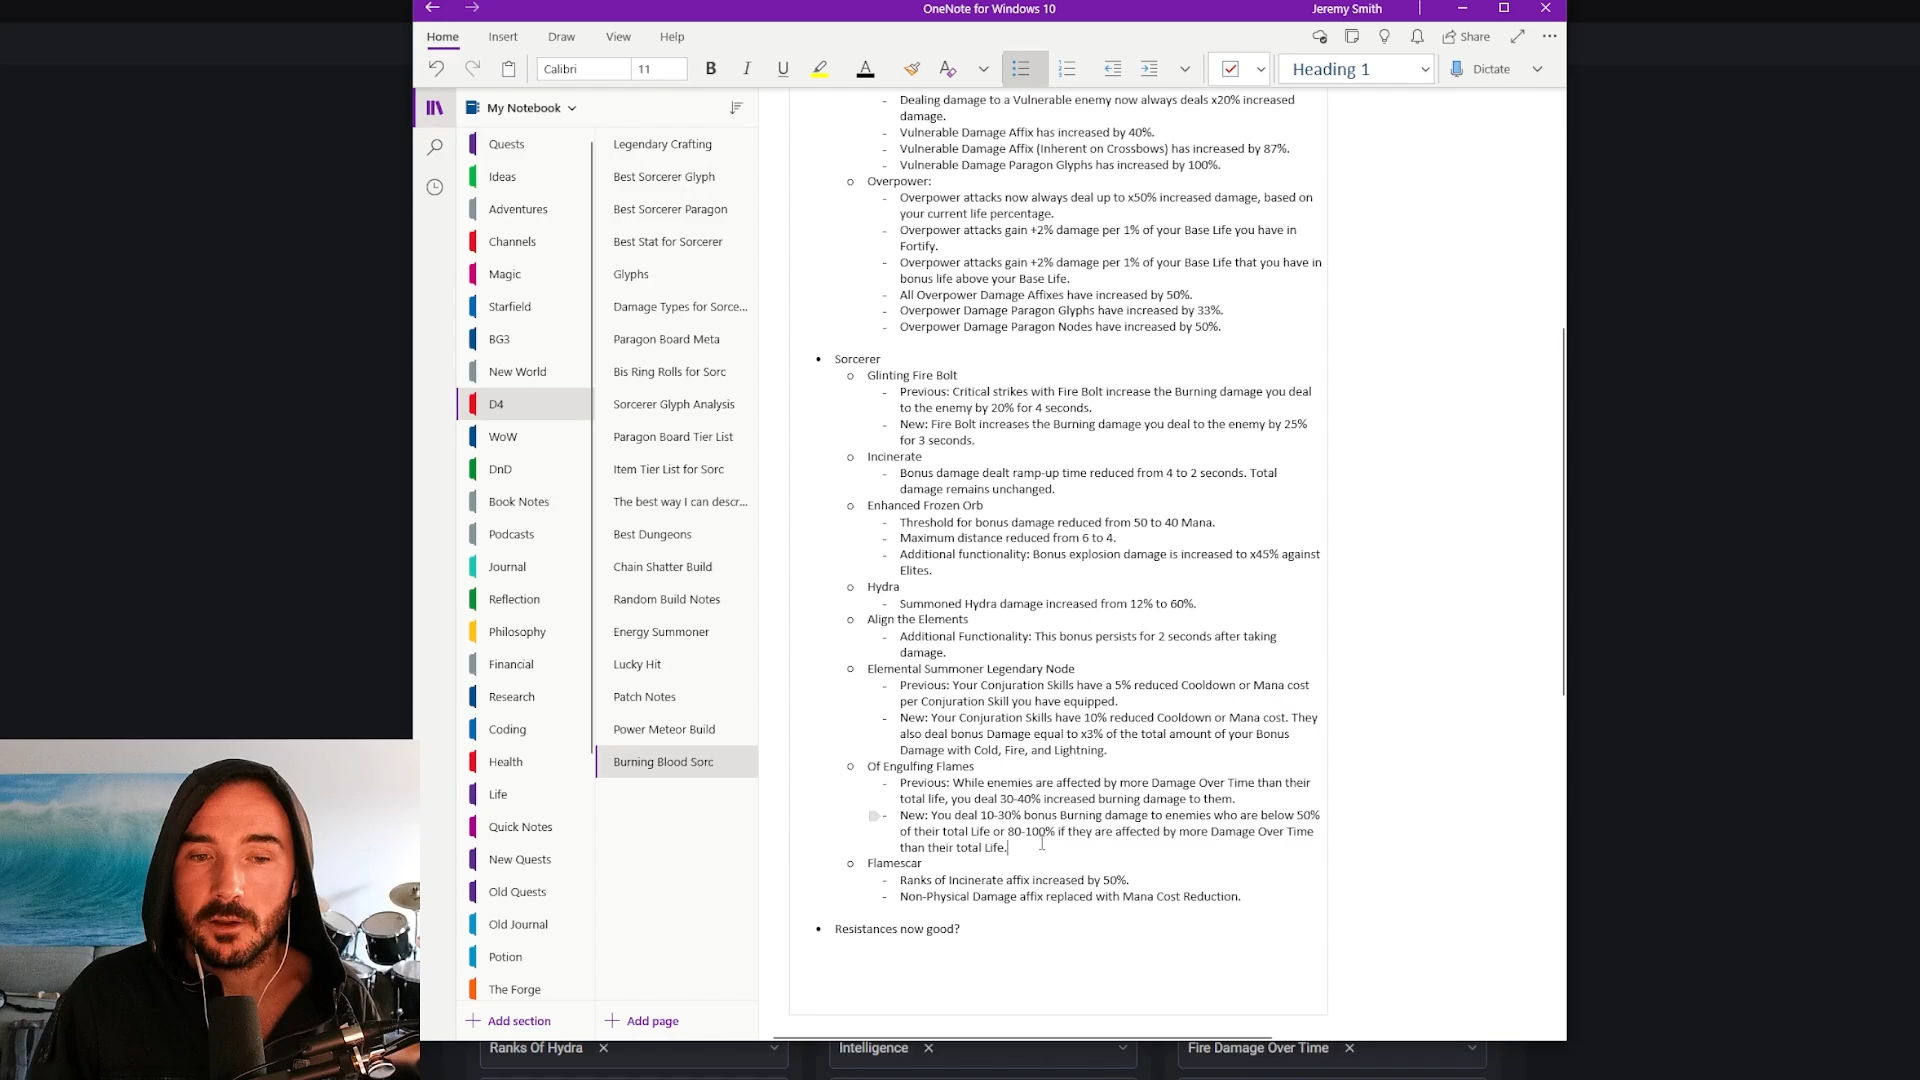 OneNote for Windows 10
Jeremy Smith
Home
Insert
Draw
View
Help
Share
Calibri
11
B
I
U
A
A
Heading 1
Dictate
My Notebook
Quests
Ideas
Adventures
Channels
Magic
Starfield
BG3
New World
D4
WoW
DnD
Book Notes
Podcasts
Journal
Reflection
Philosophy
Financial
Research
Coding
Health
Life
Quick Notes
New Quests
Old Quests
Old Journal
Potion
The Forge
Add section
Legendary Crafting
Best Sorcerer Glyph
Best Sorcerer Paragon
Best Stat for Sorcerer
Glyphs
Damage Types for Sorce...
Paragon Board Meta
Bis Ring Rolls for Sorc
Sorcerer Glyph Analysis
Paragon Board Tier List
Item Tier List for Sorc
The best way I can descr...
Best Dungeons
Chain Shatter Build
Random Build Notes
Energy Summoner
Lucky Hit
Patch Notes
Power Meteor Build
Burning Blood Sorc
Add page
- Dealing damage to a Vulnerable enemy now always deals x20% increased
damage.
- Vulnerable Damage Affix has increased by 40%.
- Vulnerable Damage Affix (Inherent on Crossbows) has increased by 87%.
- Vulnerable Damage Paragon Glyphs has increased by 100%.
o Overpower:
- Overpower attacks now always deal up to x50% increased damage, based on
your current life percentage.
- Overpower attacks gain +2% damage per 1% of your Base Life you have in
Fortify.
- Overpower attacks gain +2% damage per 1% of your Base Life that you have in
bonus life above your Base Life.
- All Overpower Damage Affixes have increased by 50%.
- Overpower Damage Paragon Glyphs have increased by 33%.
- Overpower Damage Paragon Nodes have increased by 50%.
• Sorcerer
o Glinting Fire Bolt
- Previous: Critical strikes with Fire Bolt increase the Burning damage you deal
to the enemy by 20% for 4 seconds.
- New: Fire Bolt increases the Burning damage you deal to the enemy by 25%
for 3 seconds.
o Incinerate
- Bonus damage dealt ramp-up time reduced from 4 to 2 seconds. Total
damage remains unchanged.
o Enhanced Frozen Orb
- Threshold for bonus damage reduced from 50 to 40 Mana.
- Maximum distance reduced from 6 to 4.
- Additional functionality: Bonus explosion damage is increased to x45% against
Elites.
o Hydra
- Summoned Hydra damage increased from 12% to 60%.
o Align the Elements
- Additional Functionality: This bonus persists for 2 seconds after taking
damage.
o Elemental Summoner Legendary Node
- Previous: Your Conjuration Skills have a 5% reduced Cooldown or Mana cost
per Conjuration Skill you have equipped.
- New: Your Conjuration Skills have 10% reduced Cooldown or Mana cost. They
also deal bonus Damage equal to x3% of the total amount of your Bonus
Damage with Cold, Fire, and Lightning.
o Of Engulfing Flames
- Previous: While enemies are affected by more Damage Over Time than their
total life, you deal 30-40% increased burning damage to them.
- New: You deal 10-30% bonus Burning damage to enemies who are below 50%
of their total Life or 80-100% if they are affected by more Damage Over Time
than their total Life.
o Flamescar
- Ranks of Incinerate affix increased by 50%.
- Non-Physical Damage affix replaced with Mana Cost Reduction.
• Resistances now good?
Ranks Of Hydra
Intelligence
Fire Damage Over Time